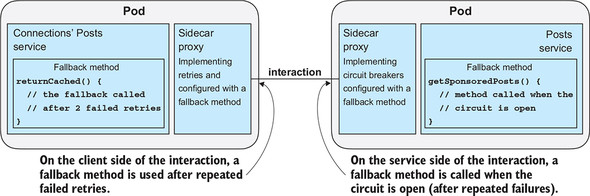 Pod
Connections' Posts
service
Fallback method
returnCached() {
// the fallback called
// after 2 failed retries
}
Sidecar
proxy
Implementing
retries and
configured with a
fallback method
interaction
Pod
Sidecar
proxy
Implementing
circuit breakers
configured with a
fallback method
Posts
service
Fallback method
getSponsoredPosts() {
// method called when the
// circuit is open
}
On the client side of the interaction, a
fallback method is used after repeated
failed retries.
On the service side of the interaction, a
fallback method is called when the
circuit is open (after repeated failures).